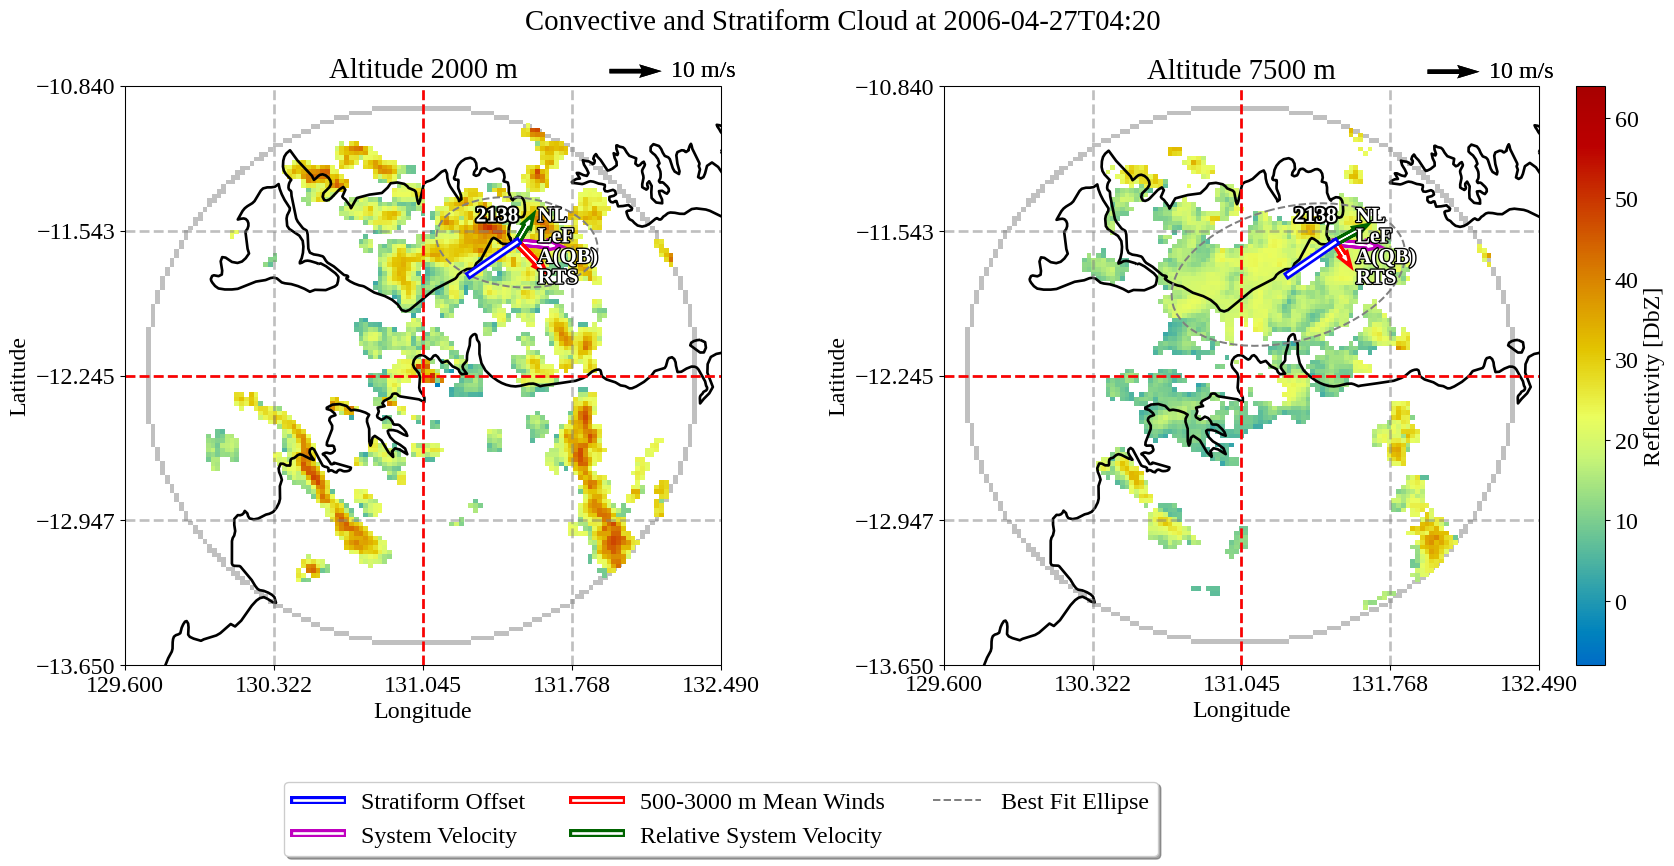 Convective and Stratiform Cloud at 2006-04-27T04:20
Altitude 2000 m
10 m/s
−10.840
−11.543
−12.245
−12.947
−13.650
Latitude
129.600
130.322
131.045
131.768
132.490
Longitude
2138
NL
LeF
A(QB)
RTS
Altitude 7500 m
10 m/s
−10.840
−11.543
−12.245
−12.947
−13.650
Latitude
129.600
130.322
131.045
131.768
132.490
Longitude
2138
NL
LeF
A(QB)
RTS
60
50
40
30
20
10
0
Reflectivity [DbZ]
Stratiform Offset
System Velocity
500-3000 m Mean Winds
Relative System Velocity
Best Fit Ellipse